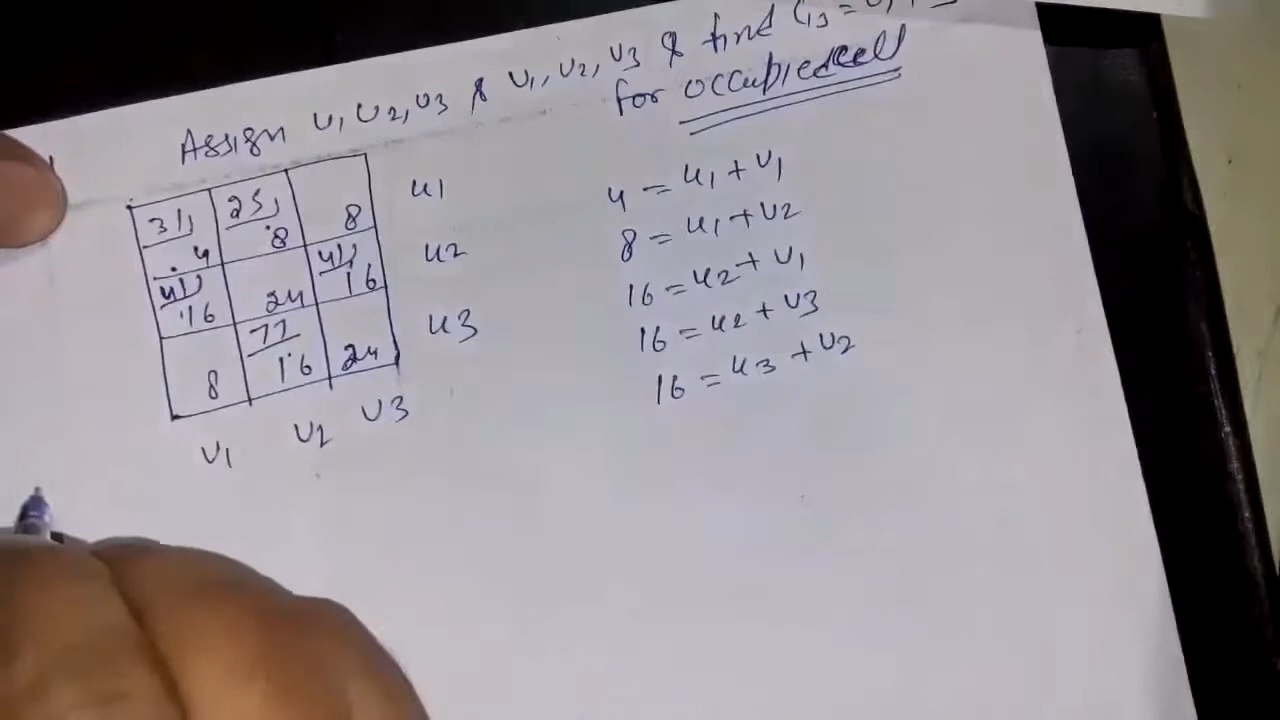 Assign U1 U2, U3 & V1, V2, V3 & find
for occupied cell
31 25
4 8 8 u1
41 41
16 24 16 u2
77
8 16 24 u3
V1 V2 V3
4 = u1 + V1
8 = u1 + V2
16 = u2 + V1
16 = u2 + V3
16 = u3 + V2